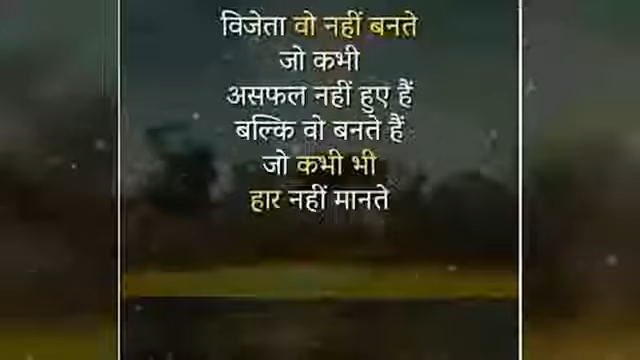 विजेता वो नहीं बनते
जो कभी
असफल नहीं हुए हैं
बल्कि वो बनते हैं
जो कभी भी
हार नहीं मानते